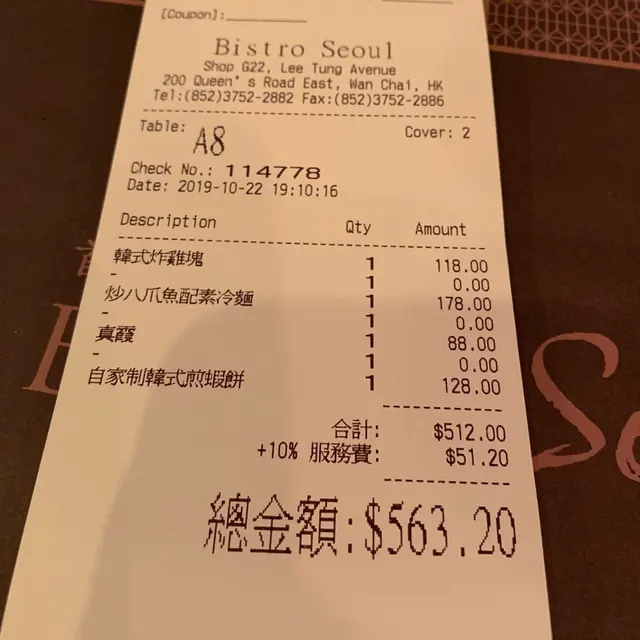 [Coupon]:
Bistro Seoul
Shop G22, Lee Tung Avenue
200 Queen's Road East, Wan Chai, HK
Tel:(852)3752-2882 Fax:(852)3752-2886
Table: A8 Cover: 2
Check No.: 114778
Date: 2019-10-22 19:10:16
Description Qty Amount
韓式炸雞塊 1 118.00
- 1 0.00
炒八爪魚配素冷麵 1 178.00
- 1 0.00
真霞 1 88.00
- 1 0.00
自家制韓式煎蝦餅 1 128.00
合計: $512.00
+10% 服務費: $51.20
總金額:$563.20